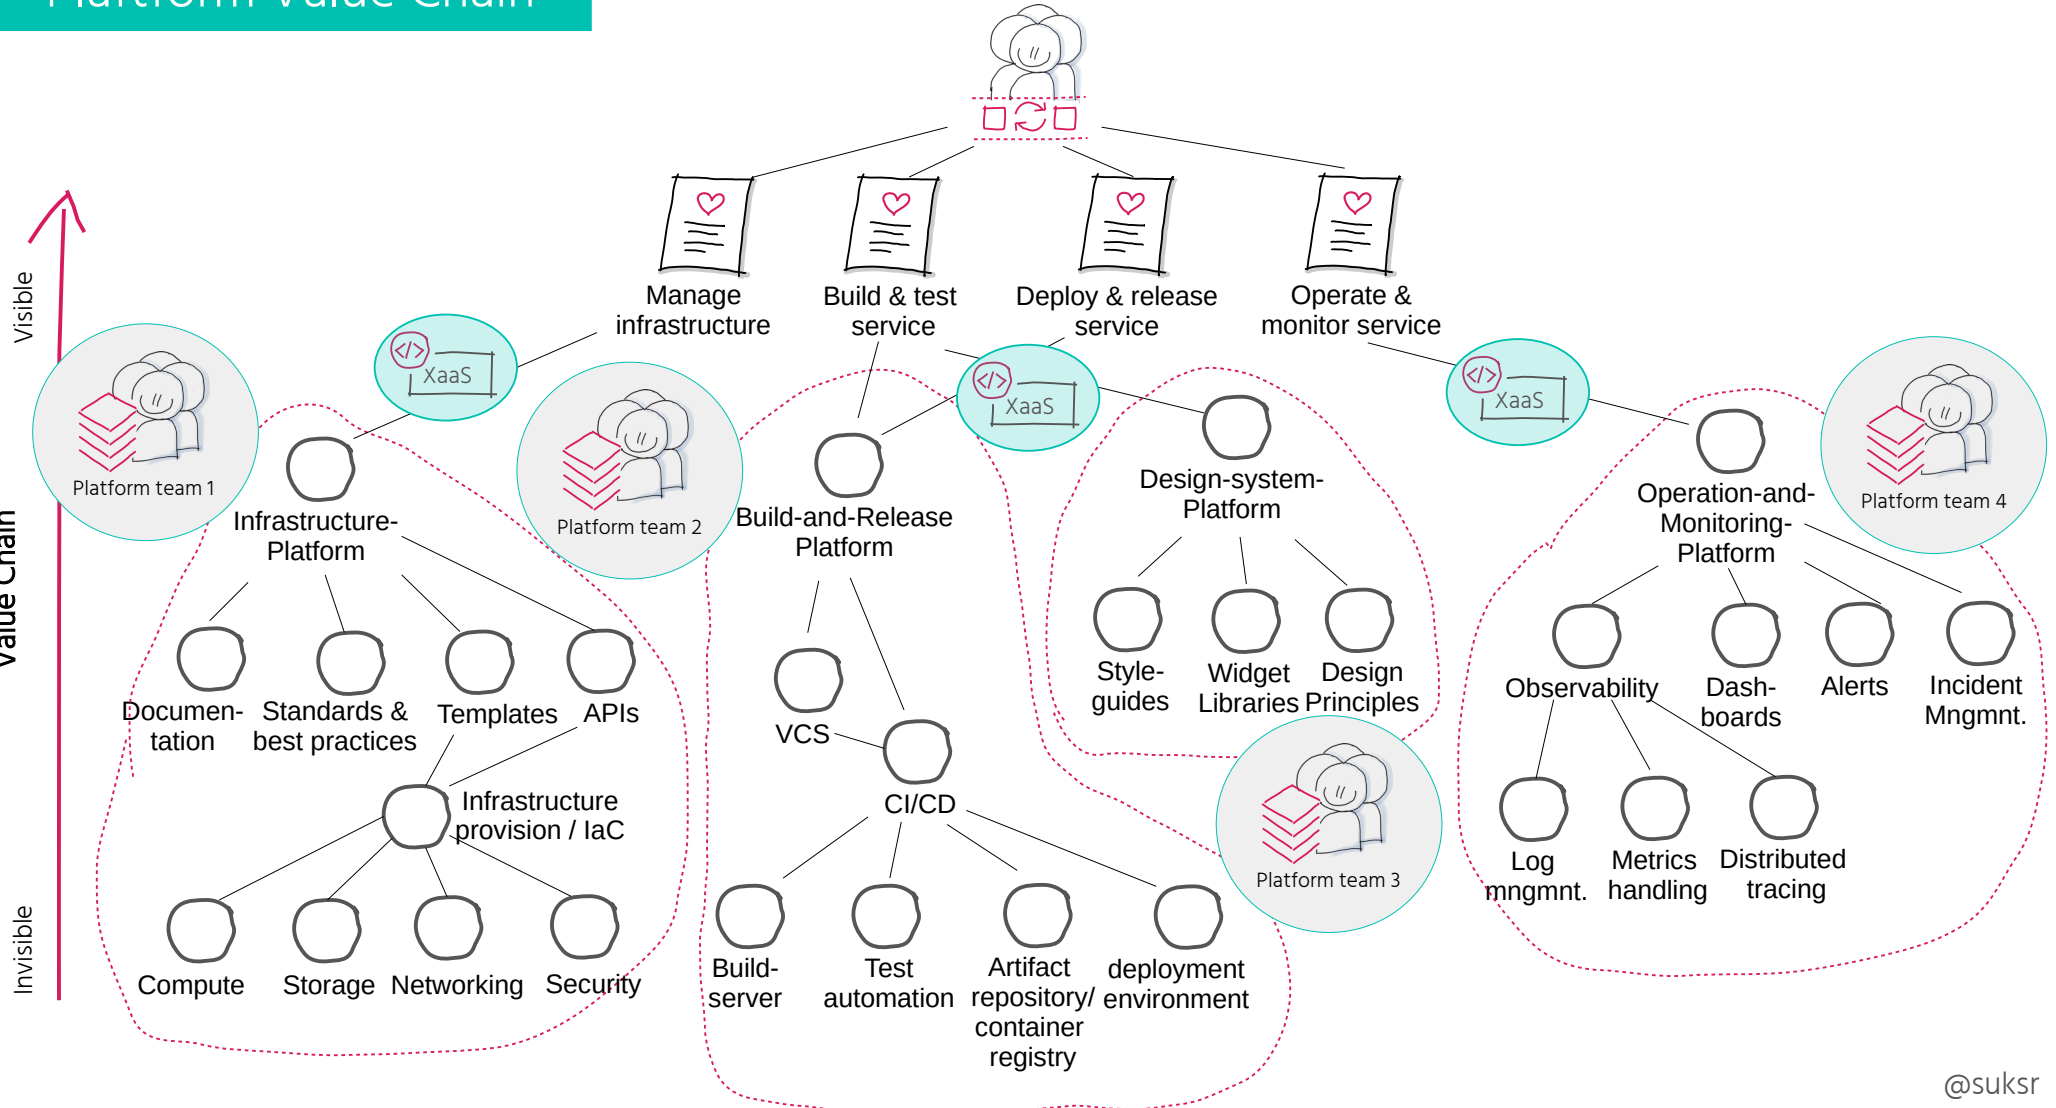 Platform Value Chain
Manage
infrastructure
Build & test
service
Deploy & release
service
Operate &
monitor service
Visible
Value Chain
Invisible
</>
XaaS
</>
XaaS
</>
XaaS
Platform team 1
Platform team 2
Platform team 3
Platform team 4
Infrastructure-
Platform
Documen-
tation
Standards &
best practices
Templates
APIs
Infrastructure
provision / IaC
Compute
Storage
Networking
Security
Build-and-Release
Platform
VCS
CI/CD
Build-
server
Test
automation
Artifact
repository/
container
registry
deployment
environment
Design-system-
Platform
Style-
guides
Widget
Libraries
Design
Principles
Operation-and-
Monitoring-
Platform
Observability
Dash-
boards
Alerts
Incident
Mngmnt.
Log
mngmnt.
Metrics
handling
Distributed
tracing
@suksr